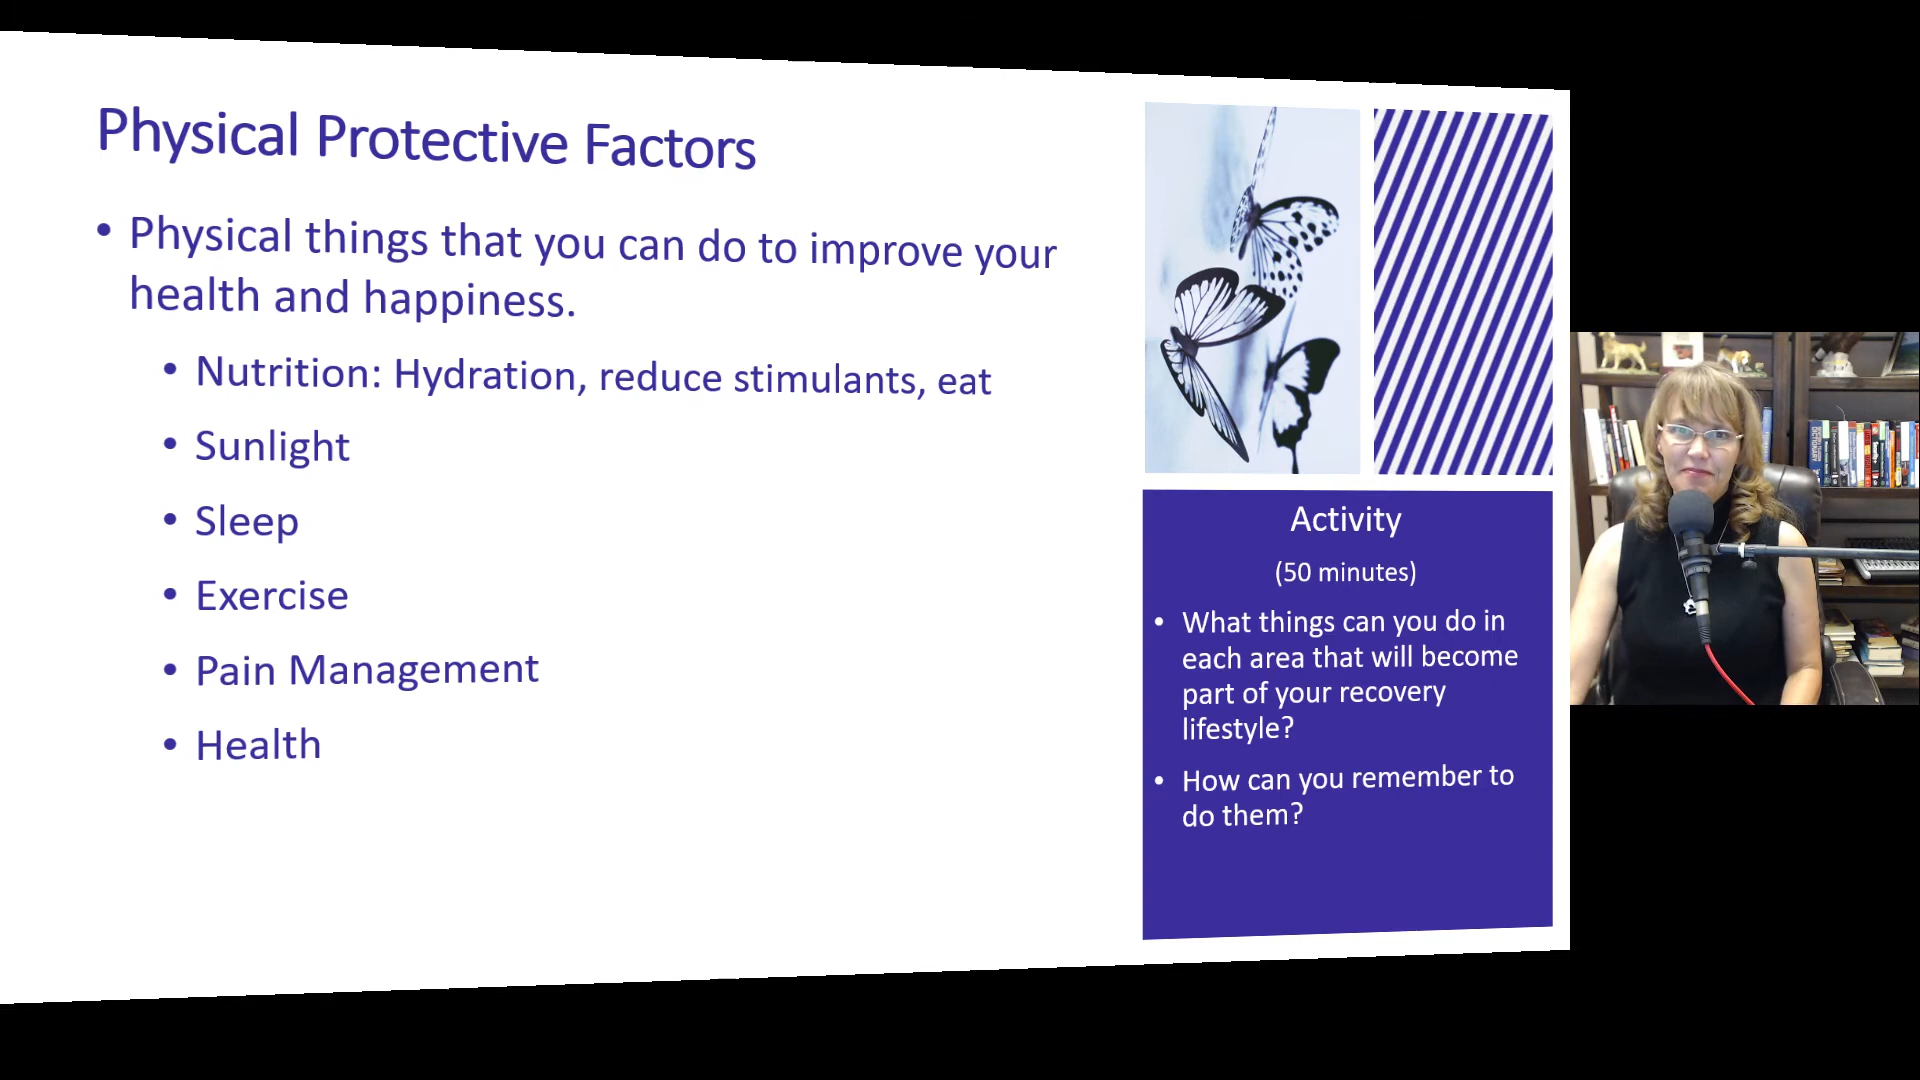 Physical Protective Factors
• Physical things that you can do to improve your
health and happiness.
• Nutrition: Hydration, reduce stimulants, eat
• Sunlight
• Sleep
• Exercise
• Pain Management
• Health
Activity
(50 minutes)
• What things can you do in
each area that will become
part of your recovery
lifestyle?
• How can you remember to
do them?
DICTIONARY